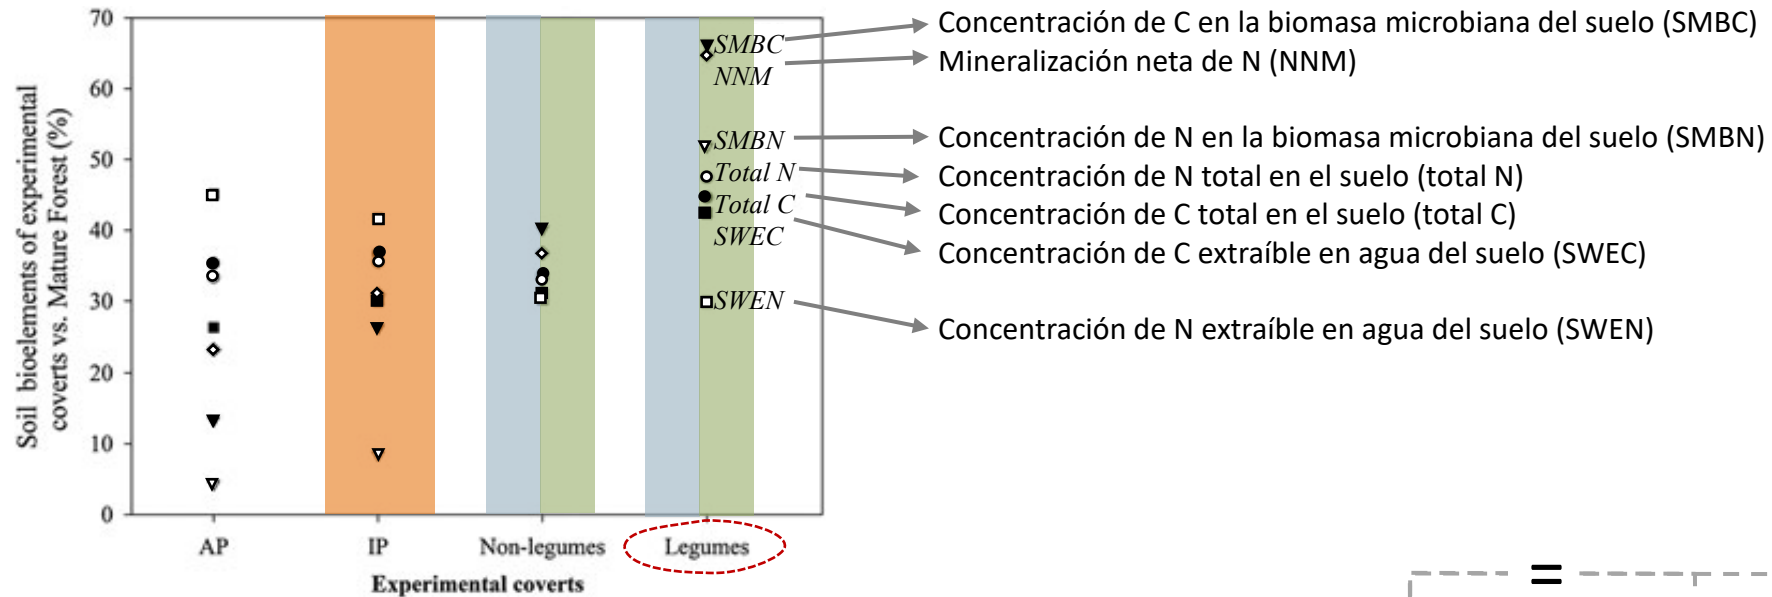 70
60
50
40
30
20
10
0
Soil bioelements of experimental
coverts vs. Mature Forest (%)
SMBC
NNM
SMBN
Total N
Total C
SWEC
SWEN
AP
IP
Non-legumes
Legumes
Experimental coverts
Concentración de C en la biomasa microbiana del suelo (SMBC)
Mineralización neta de N (NNM)
Concentración de N en la biomasa microbiana del suelo (SMBN)
Concentración de N total en el suelo (total N)
Concentración de C total en el suelo (total C)
Concentración de C extraíble en agua del suelo (SWEC)
Concentración de N extraíble en agua del suelo (SWEN)
=